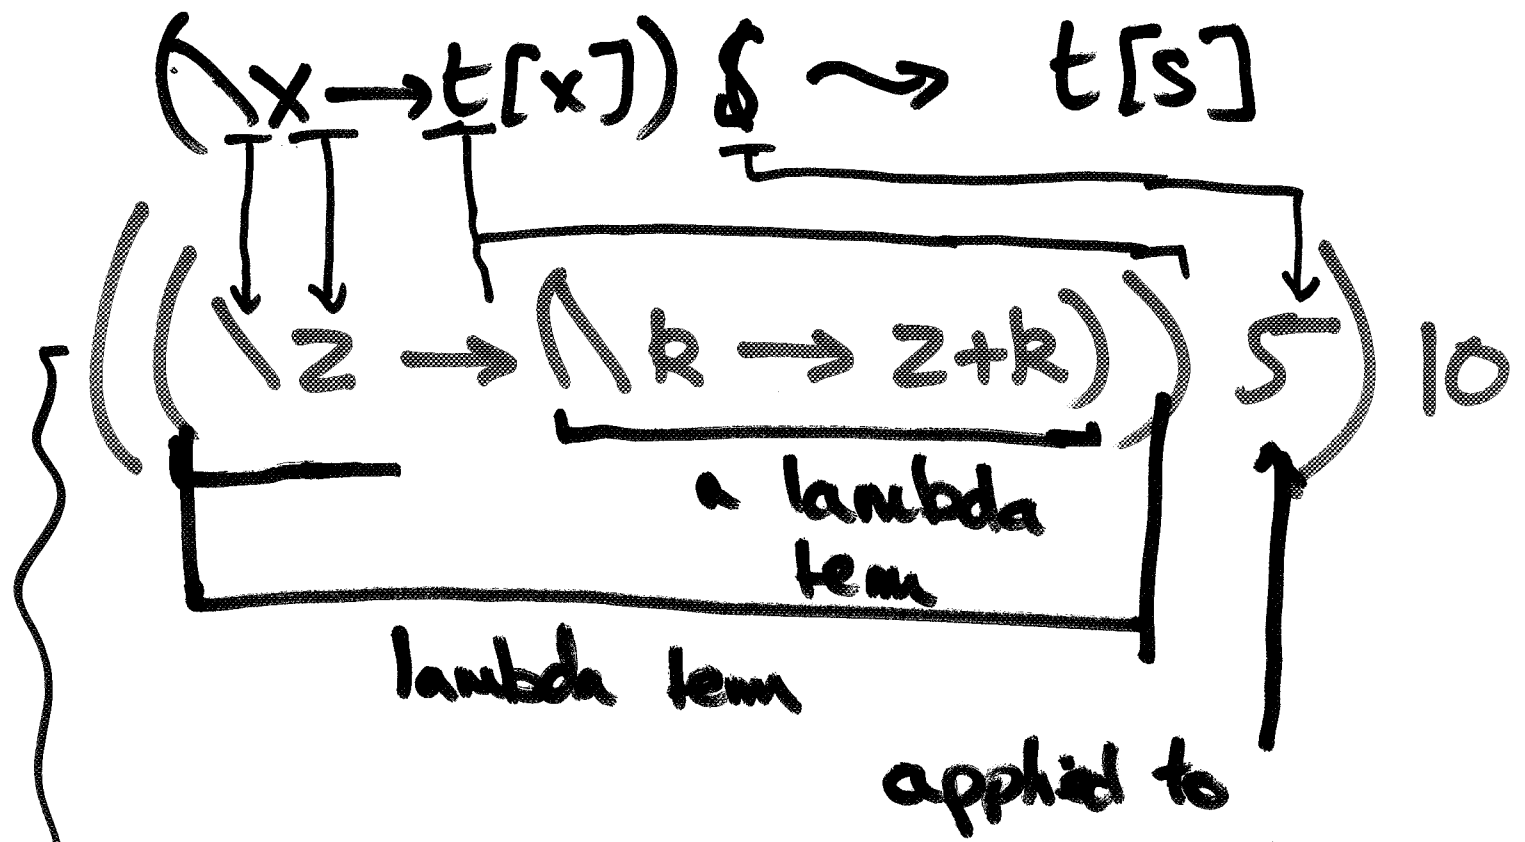 (\x → t[x]) s ⇝ t[s]
((\z → (\k → z+k)) 5) 10
a lambda
term
lambda term
applied to